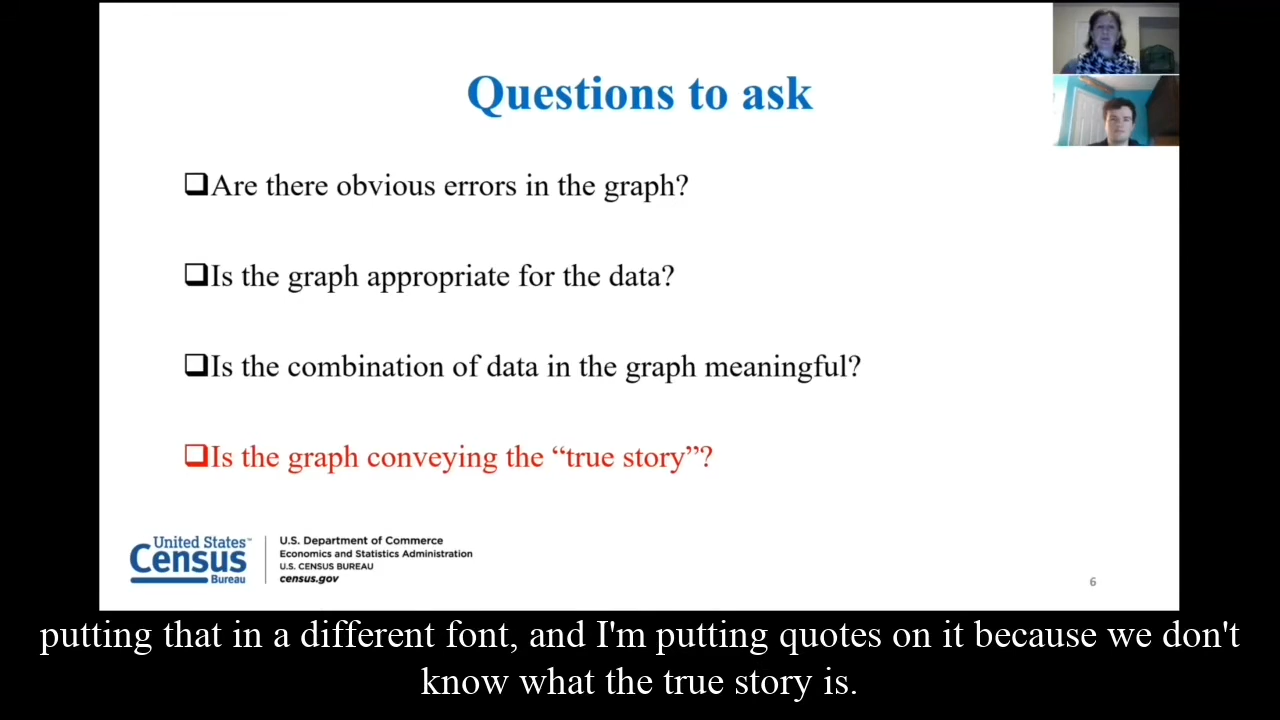 Questions to ask
❑Are there obvious errors in the graph?
❑Is the graph appropriate for the data?
❑Is the combination of data in the graph meaningful?
❑Is the graph conveying the “true story”?
United States™
Census
Bureau
U.S. Department of Commerce
Economics and Statistics Administration
U.S. CENSUS BUREAU
census.gov
6
putting that in a different font, and I'm putting quotes on it because we don't
know what the true story is.